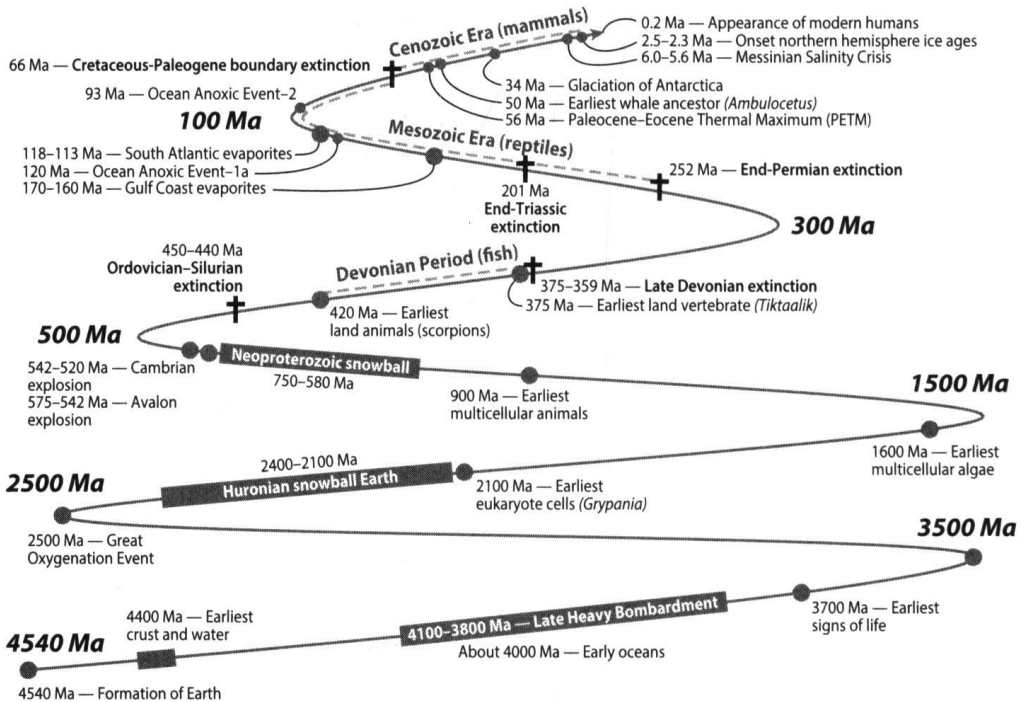 Cenozoic Era (mammals)
0.2 Ma — Appearance of modern humans
2.5–2.3 Ma — Onset northern hemisphere ice ages
6.0–5.6 Ma — Messinian Salinity Crisis
66 Ma — Cretaceous-Paleogene boundary extinction
34 Ma — Glaciation of Antarctica
50 Ma — Earliest whale ancestor (Ambulocetus)
56 Ma — Paleocene–Eocene Thermal Maximum (PETM)
93 Ma — Ocean Anoxic Event–2
100 Ma
Mesozoic Era (reptiles)
118–113 Ma — South Atlantic evaporites
120 Ma — Ocean Anoxic Event–1a
170–160 Ma — Gulf Coast evaporites
201 Ma
End-Triassic
extinction
252 Ma — End-Permian extinction
300 Ma
450–440 Ma
Ordovician–Silurian
extinction
Devonian Period (fish)
375–359 Ma — Late Devonian extinction
375 Ma — Earliest land vertebrate (Tiktaalik)
420 Ma — Earliest
land animals (scorpions)
500 Ma
542–520 Ma — Cambrian
explosion
575–542 Ma — Avalon
explosion
Neoproterozoic snowball
750–580 Ma
900 Ma — Earliest
multicellular animals
1500 Ma
1600 Ma — Earliest
multicellular algae
2400–2100 Ma
Huronian snowball Earth
2100 Ma — Earliest
eukaryote cells (Grypania)
2500 Ma
2500 Ma — Great
Oxygenation Event
3500 Ma
3700 Ma — Earliest
signs of life
4100–3800 Ma — Late Heavy Bombardment
About 4000 Ma — Early oceans
4400 Ma — Earliest
crust and water
4540 Ma
4540 Ma — Formation of Earth